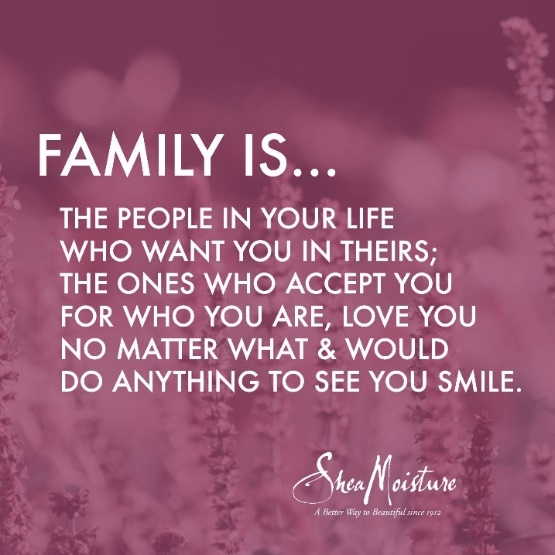 FAMILY IS...
THE PEOPLE IN YOUR LIFE
WHO WANT YOU IN THEIRS;
THE ONES WHO ACCEPT YOU
FOR WHO YOU ARE, LOVE YOU
NO MATTER WHAT & WOULD
DO ANYTHING TO SEE YOU SMILE.
SheaMoisture
A Better Way to Beautiful since 1912